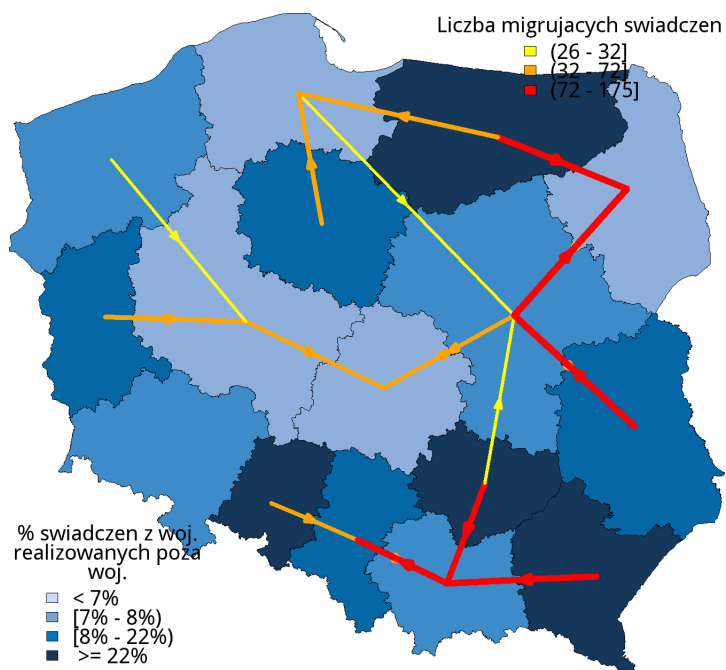 Liczba migrujacych swiadczen
(26 - 32]
(32 - 72]
(72 - 175]
% swiadczen z woj.
realizowanych poza
woj.
< 7%
[7% - 8%)
[8% - 22%)
>= 22%